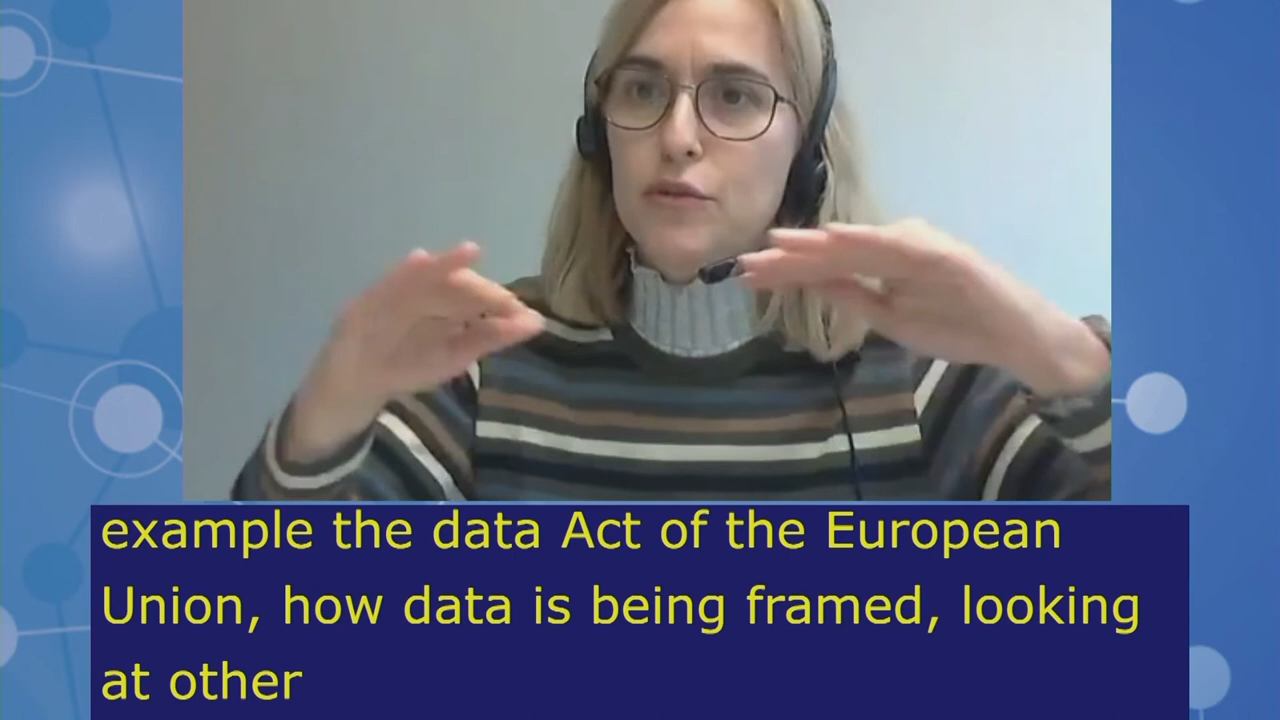 example the data Act of the European
Union, how data is being framed, looking
at other